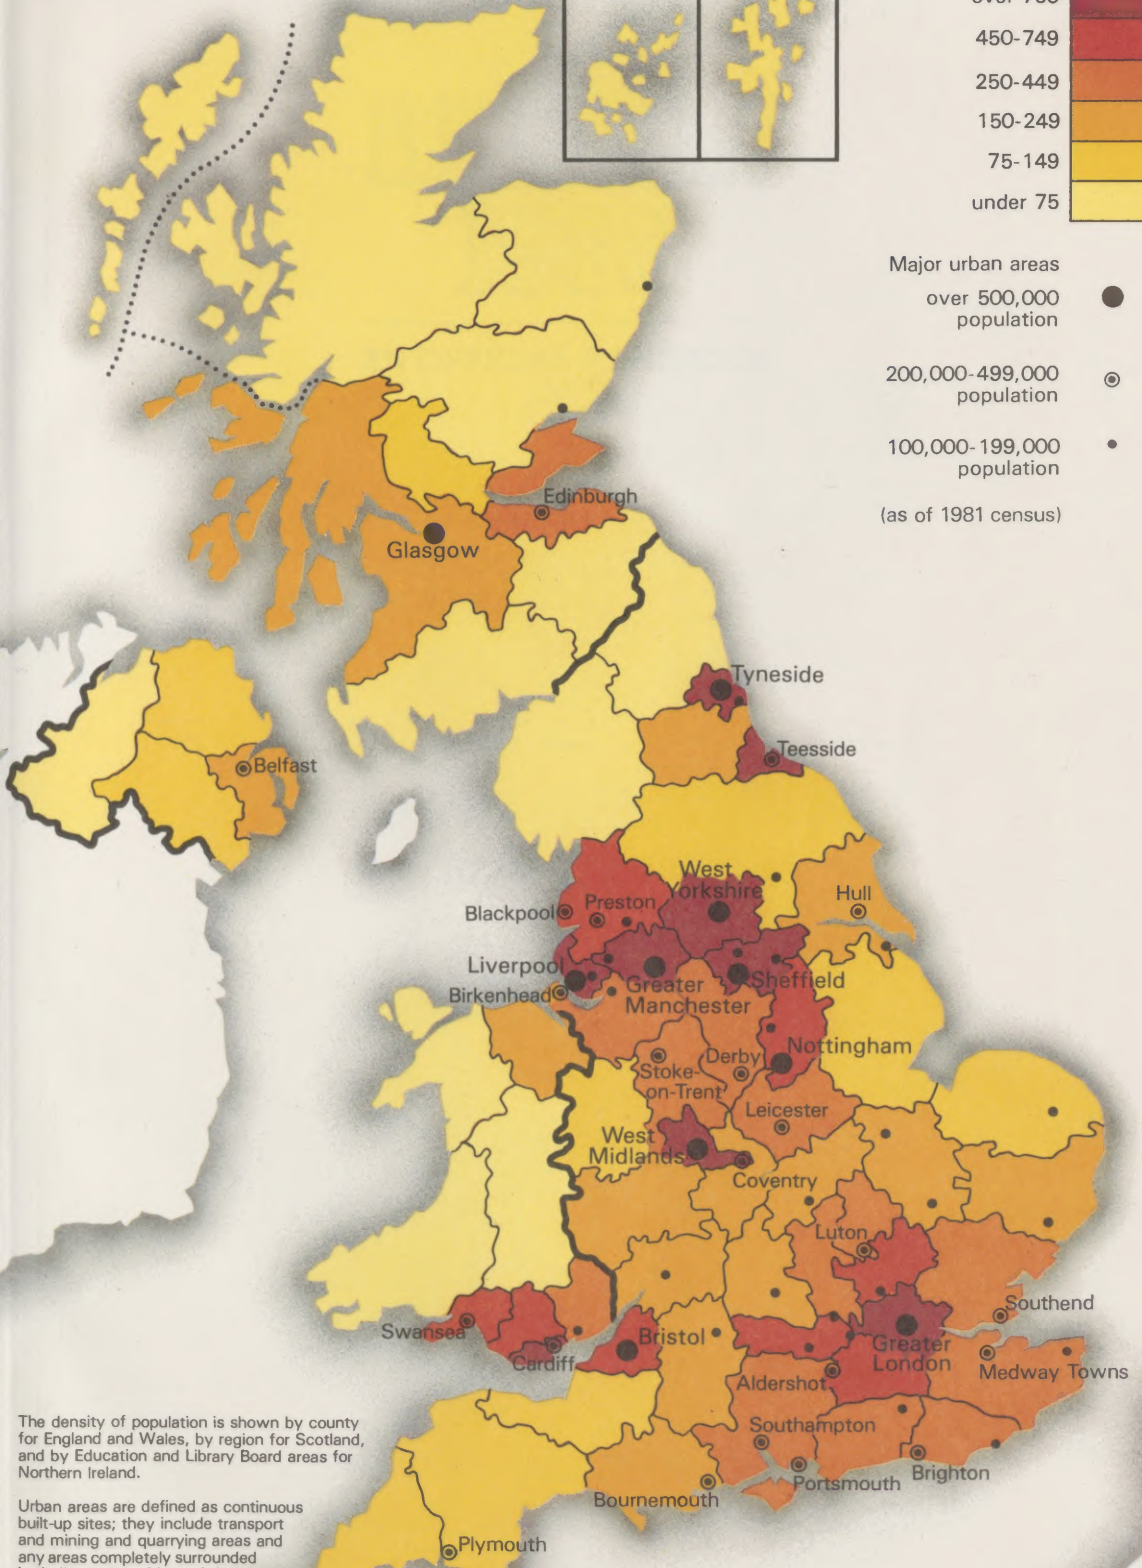 450-749
250-449
150-249
75-149
under 75
Major urban areas
over 500,000
population
200,000-499,000
population
100,000-199,000
population
(as of 1981 census)
Edinburgh
Glasgow
Tyneside
Teesside
Belfast
West
Yorkshire
Hull
Preston
Blackpool
Liverpool
Sheffield
Birkenhead
Greater
Manchester
Nottingham
Derby
Stoke-
on-Trent
Leicester
West
Midlands
Coventry
Luton
Southend
Swansea
Bristol
Cardiff
Greater
London
Medway Towns
Aldershot
Southampton
Portsmouth
Brighton
Bournemouth
Plymouth
The density of population is shown by county
for England and Wales, by region for Scotland,
and by Education and Library Board areas for
Northern Ireland.
Urban areas are defined as continuous
built-up sites; they include transport
and mining and quarrying areas and
any areas completely surrounded